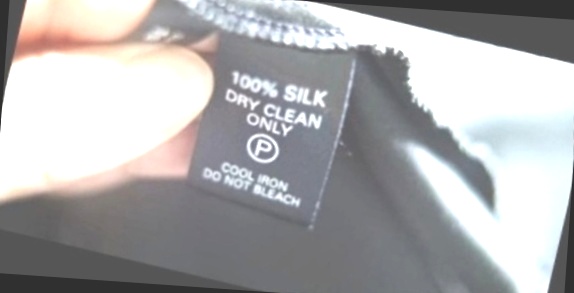 100% SILK
DRY CLEAN
ONLY
P
COOL IRON
DO NOT BLEACH